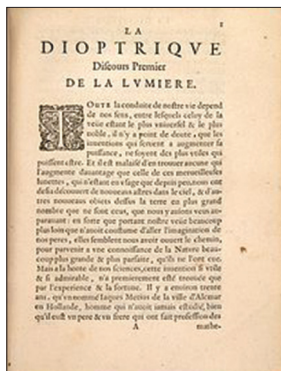 1
LA
DIOPTRIQVE
Difcours Premier
DE LA LVMIERE.
TOUTE la conduite de noſtre vie depend
de nos ſens, entre leſquels celuy de la
veüe eſtant le plus vniuerſel & le plus
noble, il n'y a point de doute, que les
inuentions qui ſeruent a augmenter ſa
puiſſance, ne ſoyent des plus vtiles qui
puiſſent eſtre. Et il eſt malaiſé d'en trouuer aucune qui
l'augmente dauantage que celle de ces merueilleuſes
lunettes, qui n'eſtant en vſage que depuis peu, nous ont
deſia découuert de nouueaux aſtres dans le ciel, & d'au-
tres nouueaux obiets deſſus la terre en plus grand
nombre que ne ſont ceux, que nous y auions veus au-
parauant: en ſorte que portant noſtre veüe beaucoup
plus loin que n'auoit couſtume d'aller l'imagination de
nos peres, elles ſemblent nous auoir ouuert le chemin,
pour paruenir a vne connoiſſance de la Nature beau-
coup plus grande & plus parfaite, qu'ils ne l'ont eue.
Mais a la honte de nos ſciences, cette inuention ſi vtile
& ſi admirable, n'a premierement eſté trouuée que
par l'experience & la fortune. Il y a enuiron trente
ans, qu'vn nommé Iaques Metius de la ville d'Alcmar
en Hollande, homme qui n'auoit iamais eſtudié, bien
qu'il euſt vn pere & vn frere qui ont fait profeſſion des
A mathe-